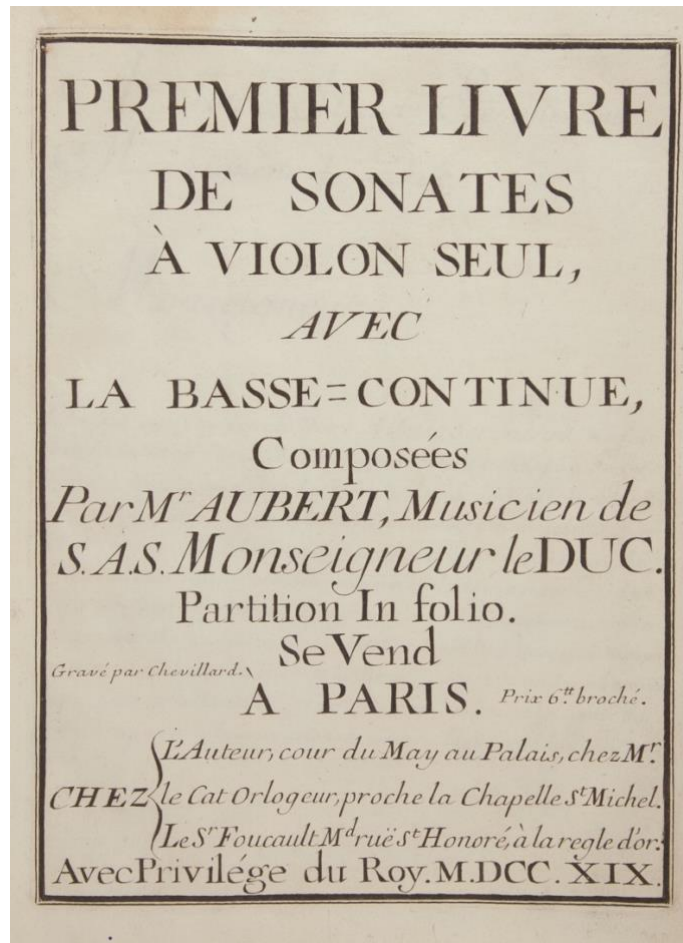 PREMIER LIVRE
DE SONATES
À VIOLON SEUL,
AVEC
LA BASSE=CONTINUE,
Composées
Par Mr AUBERT, Musicien de
S.A.S. Monseigneur le DUC.
Partition In folio.
Se Vend
Gravé par Chevillard.
A PARIS. Prix 6.tt broché.
L'Auteur, cour du May au Palais, chez Mr.
CHEZ le Cat Orlogeur, proche la Chapelle St Michel.
Le Sr Foucault Md ruë St Honoré, à la regle d'or.
Avec Privilége du Roy. M.DCC.XIX.